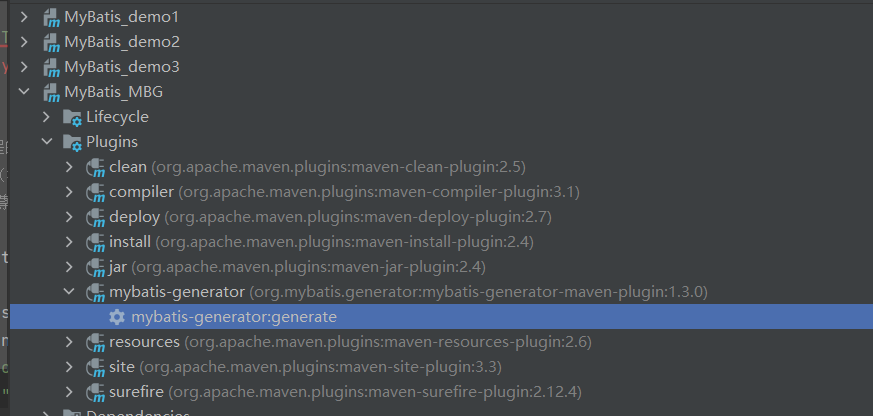 MyBatis_demo1
MyBatis_demo2
MyBatis_demo3
MyBatis_MBG
Lifecycle
Plugins
clean (org.apache.maven.plugins:maven-clean-plugin:2.5)
compiler (org.apache.maven.plugins:maven-compiler-plugin:3.1)
deploy (org.apache.maven.plugins:maven-deploy-plugin:2.7)
install (org.apache.maven.plugins:maven-install-plugin:2.4)
jar (org.apache.maven.plugins:maven-jar-plugin:2.4)
mybatis-generator (org.mybatis.generator:mybatis-generator-maven-plugin:1.3.0)
mybatis-generator:generate
resources (org.apache.maven.plugins:maven-resources-plugin:2.6)
site (org.apache.maven.plugins:maven-site-plugin:3.3)
surefire (org.apache.maven.plugins:maven-surefire-plugin:2.12.4)
Dependencies